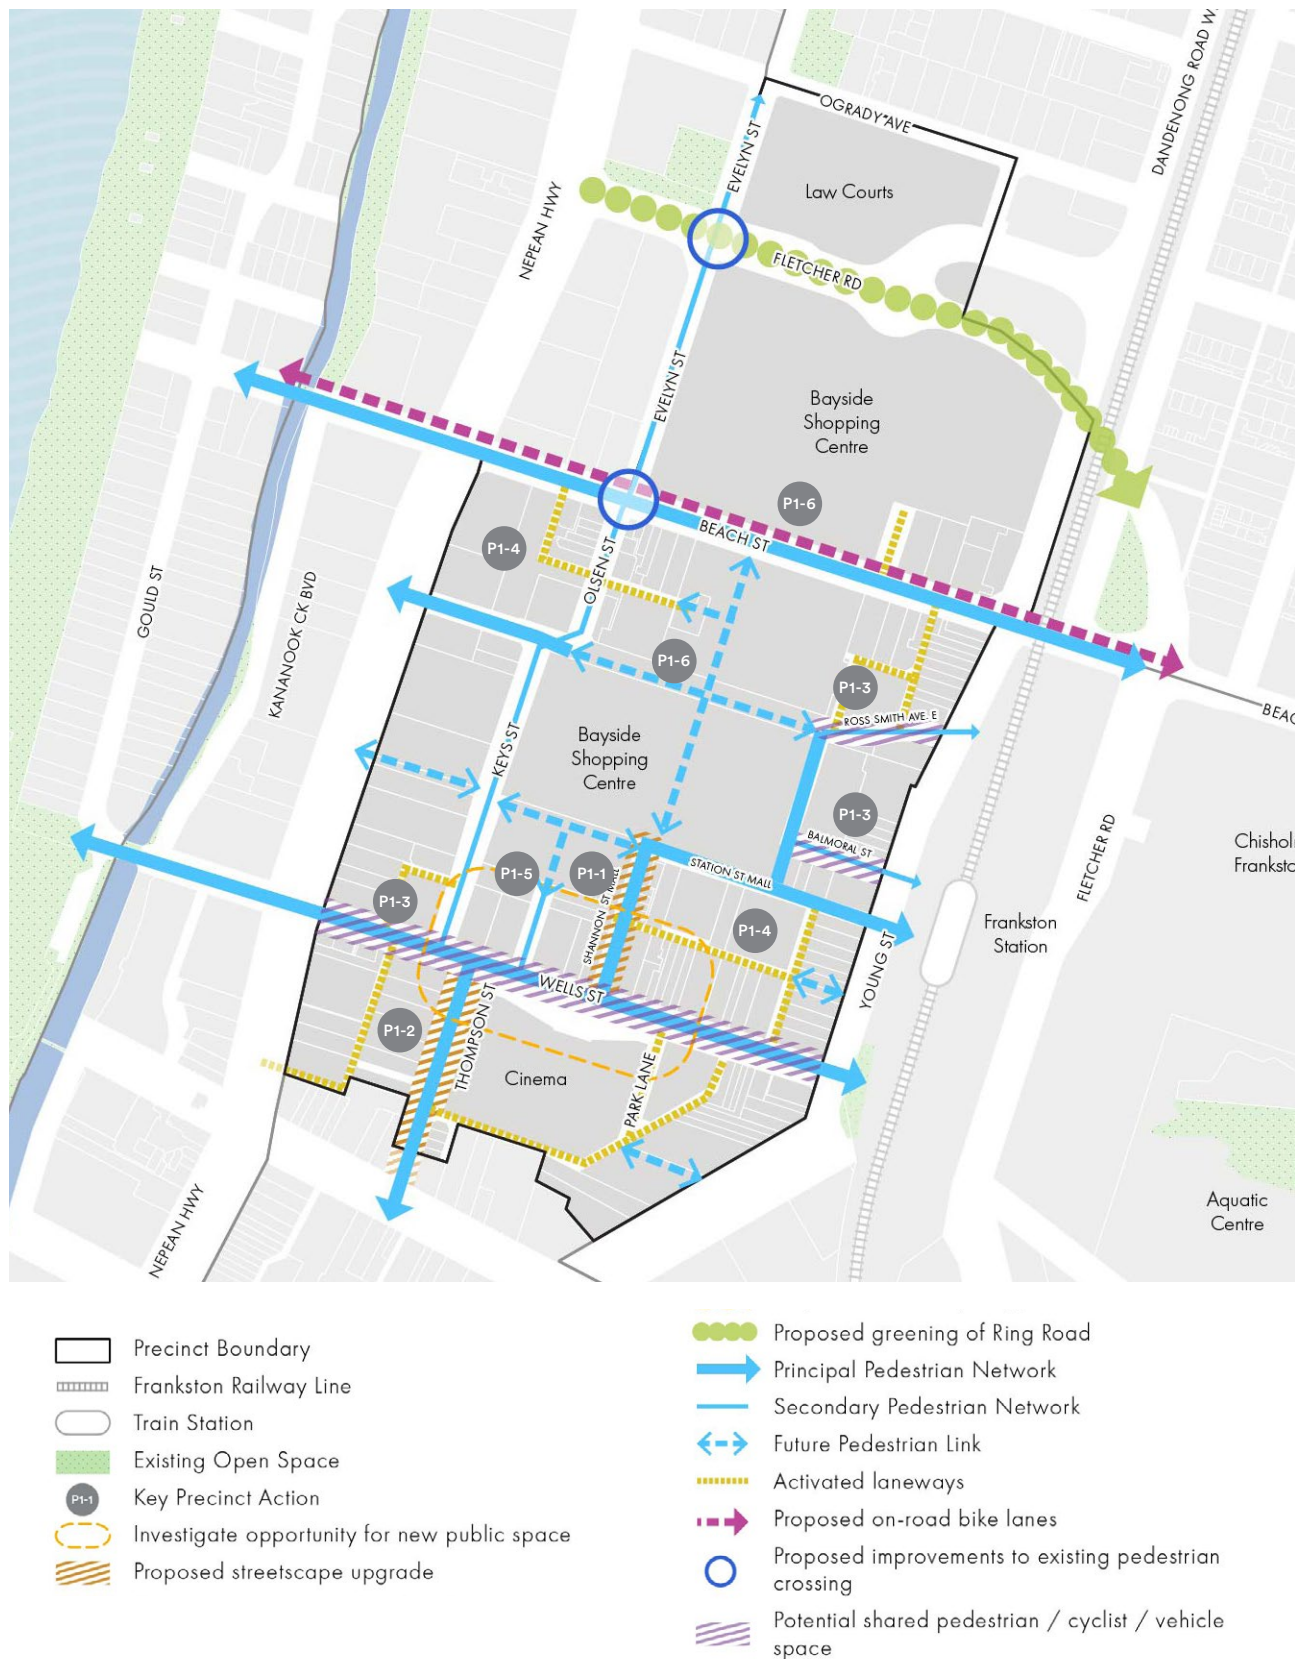 OGRADY AVE
DANDENONG ROAD W
EVELYN ST
Law Courts
NEPEAN HWY
FLETCHER RD
EVELYN ST
Bayside
Shopping
Centre
P1-6
BEACH ST
P1-4
OLSEN ST
GOULD ST
KANANOOK CK BVD
P1-6
P1-3
ROSS SMITH AVE. E
BEAC
KEYS ST
Bayside
Shopping
Centre
P1-3
BALMORAL ST
FLETCHER RD
Chishol
Franksto
STATION ST MALL
P1-5
P1-1
SHANNON ST MALL
P1-3
P1-4
Frankston
Station
YOUNG ST
WELLS ST
P1-2
THOMPSON ST
Cinema
PARK LANE
NEPEAN HWY
Aquatic
Centre
Precinct Boundary
Frankston Railway Line
Train Station
Existing Open Space
P1-1
Key Precinct Action
Investigate opportunity for new public space
Proposed streetscape upgrade
Proposed greening of Ring Road
Principal Pedestrian Network
Secondary Pedestrian Network
Future Pedestrian Link
Activated laneways
Proposed on-road bike lanes
Proposed improvements to existing pedestrian
crossing
Potential shared pedestrian / cyclist / vehicle
space